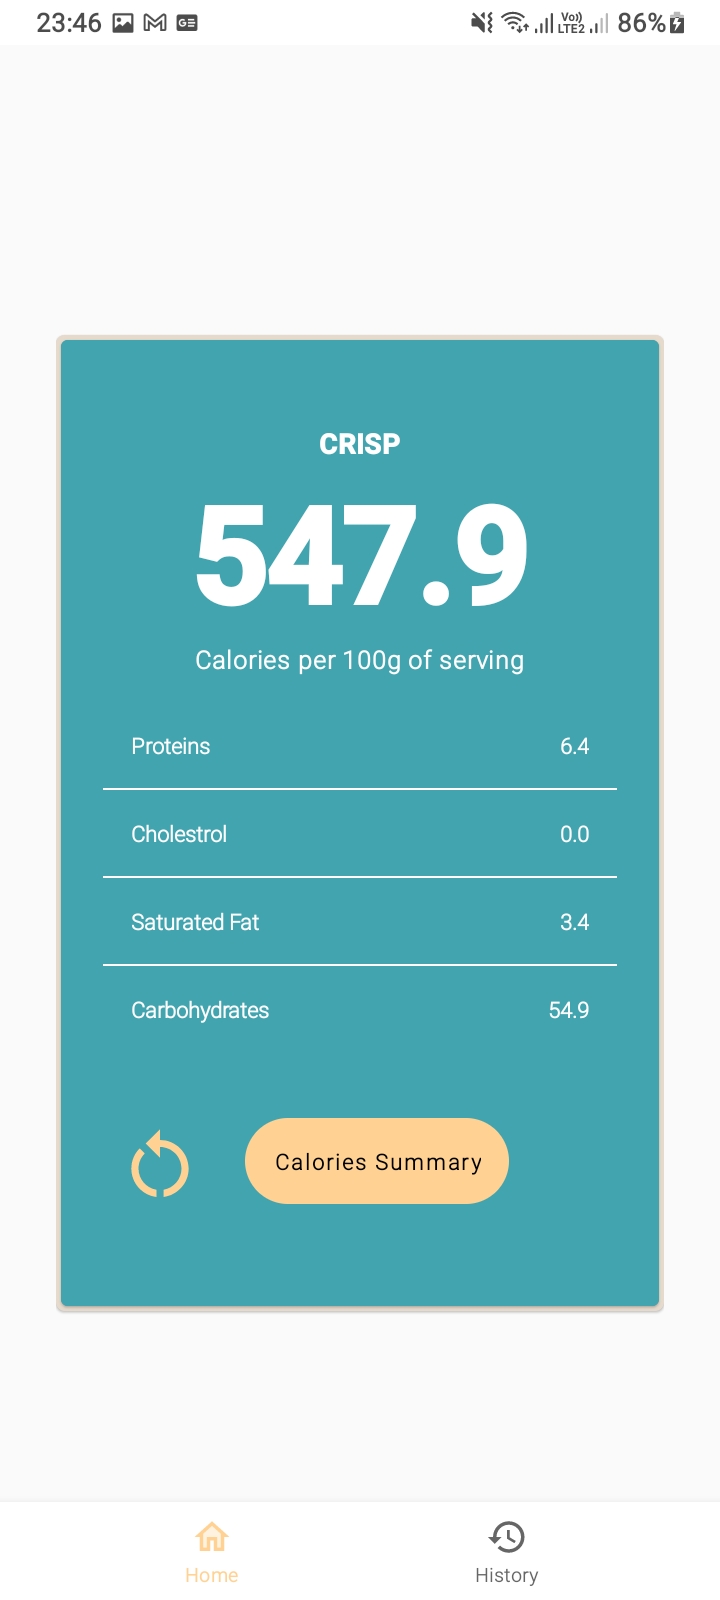 23:46 Vo)) LTE2 86%
CRISP
547.9
Calories per 100g of serving
Proteins 6.4
Cholestrol 0.0
Saturated Fat 3.4
Carbohydrates 54.9
Calories Summary
Home History